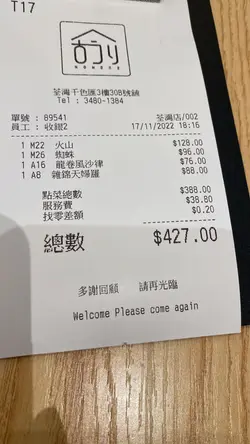 T17
荃灣千色匯3樓308號舖
Tel : 3480-1384
單號 : 89541 荃灣店/002
員工 : 收銀2 17/11/2022 18:16
1 M22 火山 $128.00
1 M26 蜘蛛 $96.00
1 A16 龍卷風沙律 $76.00
1 A8 雜錦天婦羅 $88.00
點菜總數 $388.00
服務費 $38.80
找零差額 $0.20
總數 $427.00
多謝回顧 請再光臨
Welcome Please come again